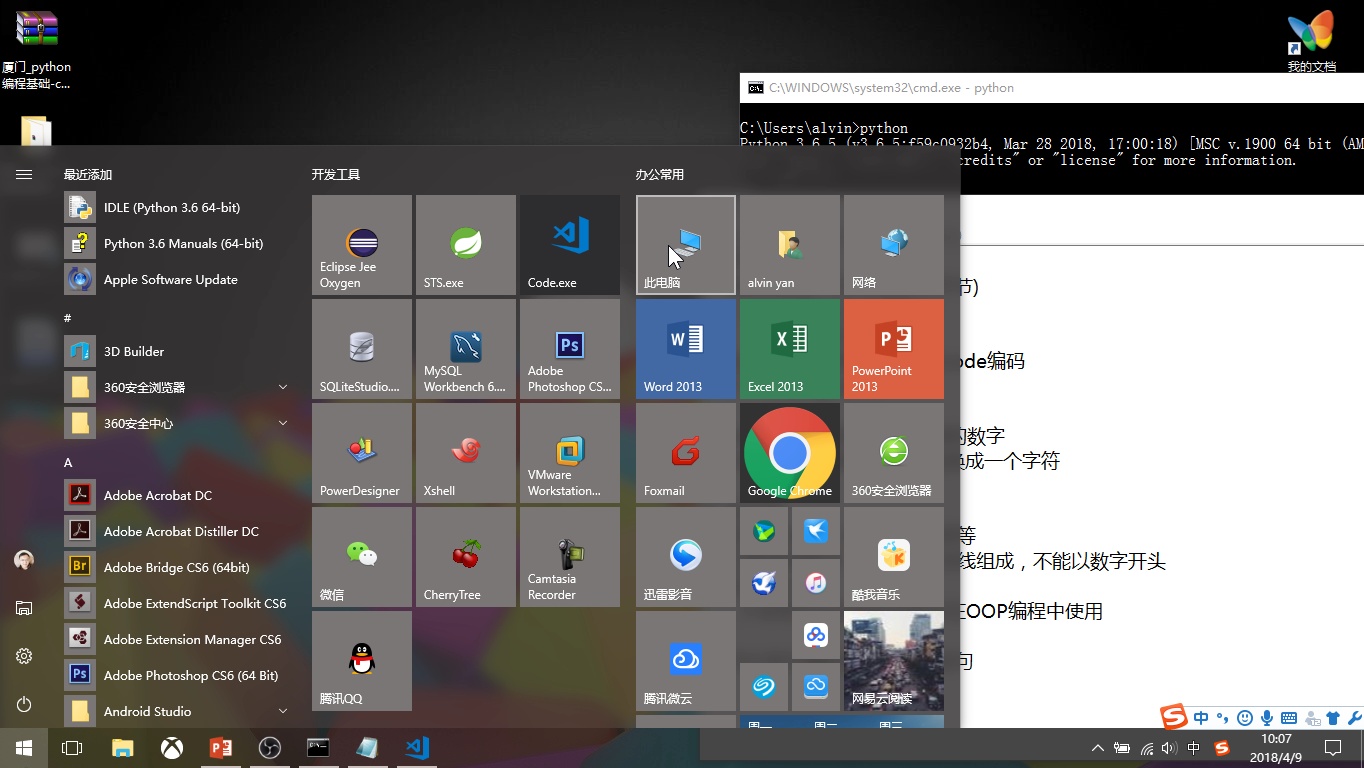 厦门_python
编程基础-c...
我的文档
C:\WINDOWS\system32\cmd.exe - python
C:\Users\alvin>python
Python 3.6.5 (v3.6.5:f59c0932b4, Mar 28 2018, 17:00:18) [MSC v.1900 64 bit (AM
credits" or "license" for more information.
最近添加
IDLE (Python 3.6 64-bit)
Python 3.6 Manuals (64-bit)
Apple Software Update
#
3D Builder
360安全浏览器
360安全中心
A
Adobe Acrobat DC
Adobe Acrobat Distiller DC
Adobe Bridge CS6 (64bit)
Adobe ExtendScript Toolkit CS6
Adobe Extension Manager CS6
Adobe Photoshop CS6 (64 Bit)
Android Studio
开发工具
Eclipse Jee
Oxygen
STS.exe
Code.exe
SQLiteStudio....
MySQL
Workbench 6....
Adobe
Photoshop CS...
PowerDesigner
Xshell
VMware
Workstation...
微信
CherryTree
Camtasia
Recorder
腾讯QQ
办公常用
此电脑
alvin yan
网络
Word 2013
Excel 2013
PowerPoint
2013
Foxmail
Google Chrome
360安全浏览器
迅雷影音
酷我音乐
腾讯微云
网易云阅读
周一
周二
周三
节)
ode编码
的数字
换成一个字符
等
线组成，不能以数字开头
在OOP编程中使用
句
中
中
10:07
2018/4/9